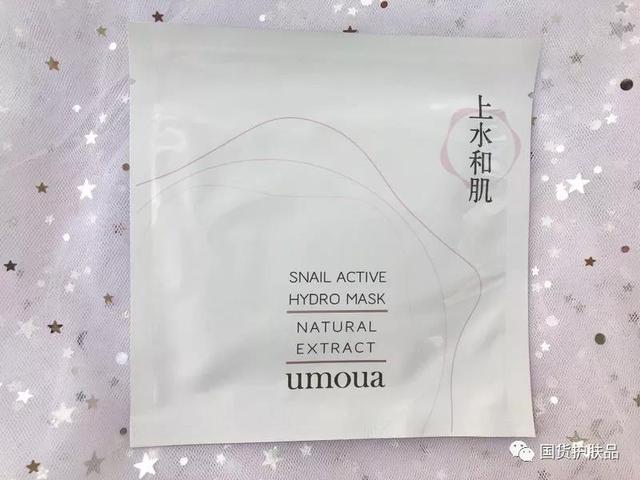 上水和肌
SNAIL ACTIVE
HYDRO MASK
NATURAL
EXTRACT
umoua
国货护肤品